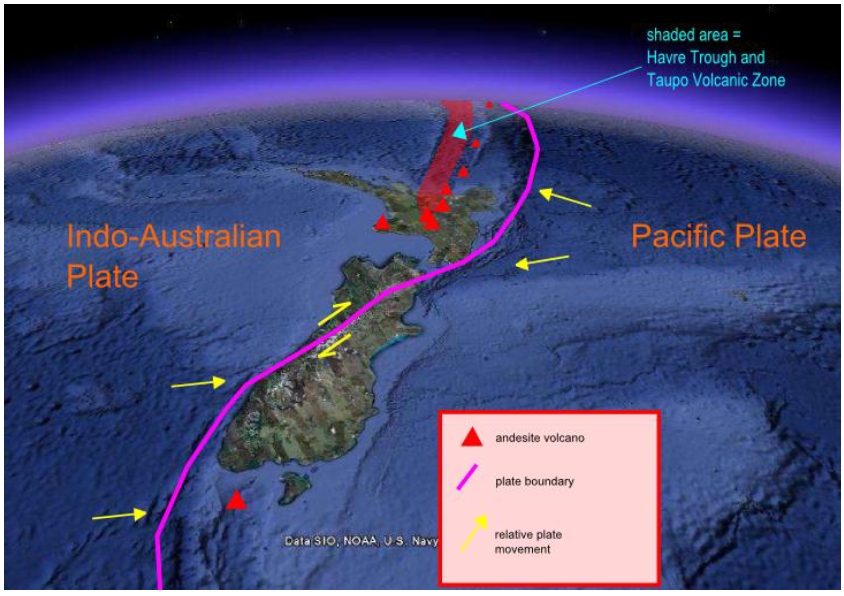 shaded area =
Havre Trough and
Taupo Volcanic Zone
Indo-Australian
Plate
Pacific Plate
andesite volcano
plate boundary
relative plate
movement
Data SIO, NOAA, U.S. Navy